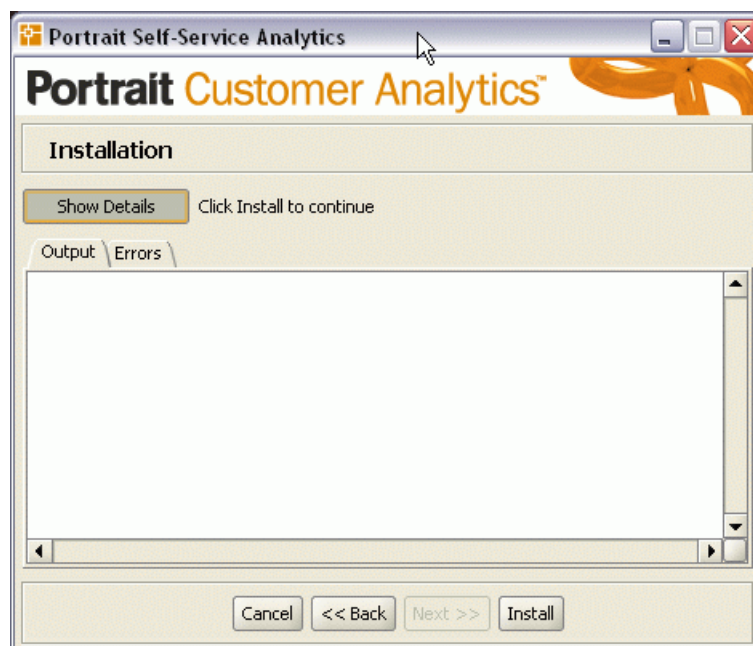 Portrait Self-Service Analytics
Portrait Customer Analytics™
Installation
Show Details Click Install to continue
Output Errors
Cancel << Back Next >> Install